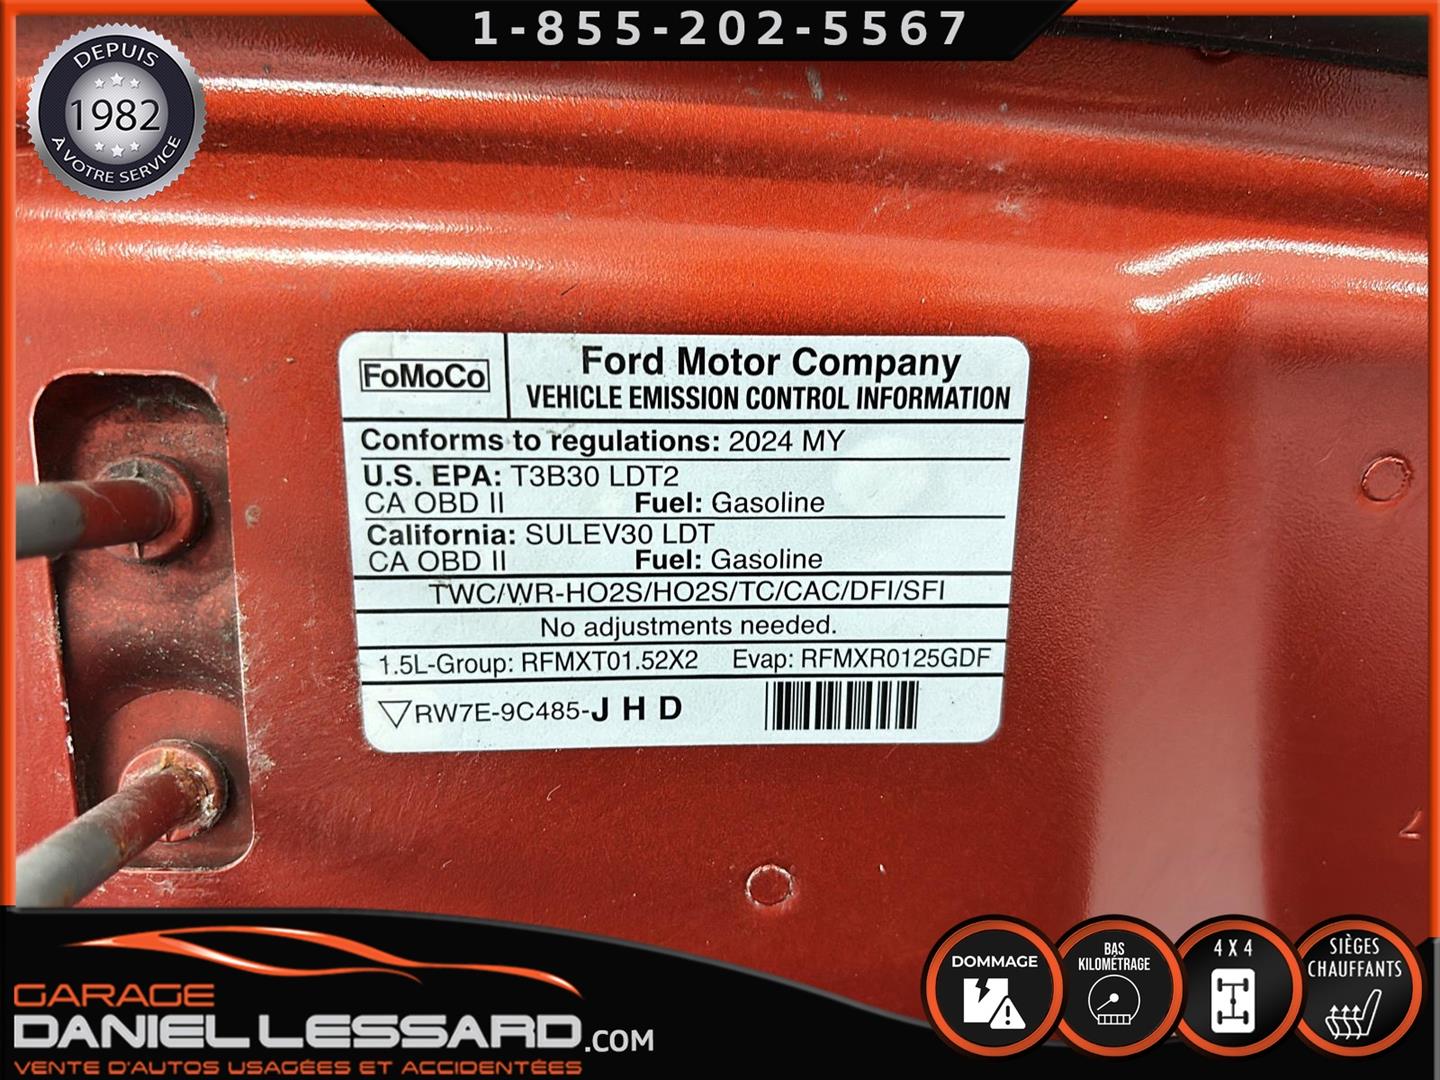 1-855-202-5567
DEPUIS
1982
À VOTRE SERVICE
FoMoCo
Ford Motor Company
VEHICLE EMISSION CONTROL INFORMATION
Conforms to regulations: 2024 MY
U.S. EPA: T3B30 LDT2
CA OBD II Fuel: Gasoline
California: SULEV30 LDT
CA OBD II Fuel: Gasoline
TWC/WR-HO2S/HO2S/TC/CAC/DFI/SFI
No adjustments needed.
1.5L-Group: RFMXT01.52X2 Evap: RFMXR0125GDF
RW7E-9C485-J H D
DOMMAGE
BAS
KILOMÉTRAGE
4 X 4
SIÈGES
CHAUFFANTS
GARAGE
DANIEL LESSARD.COM
VENTE D'AUTOS USAGÉES ET ACCIDENTÉES